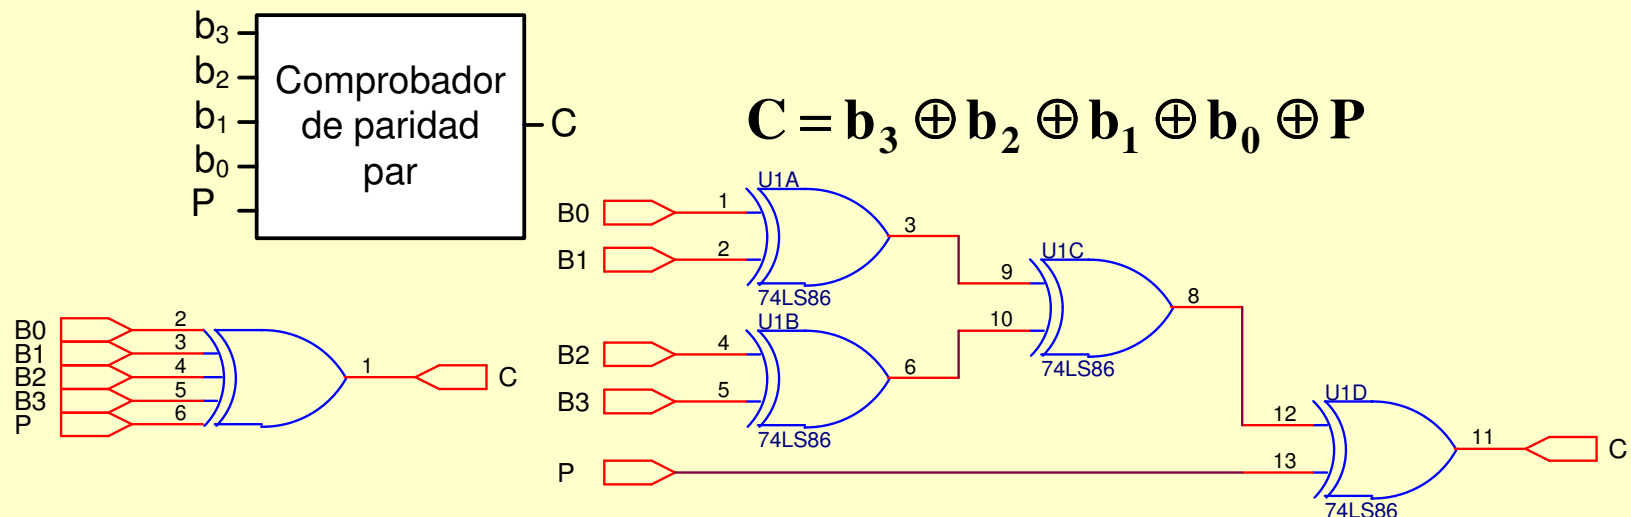 b3
b2
b1
b0
P
Comprobador
de paridad
par
C
C = b3 ⊕ b2 ⊕ b1 ⊕ b0 ⊕ P
B0
B1
B2
B3
P
2
3
4
5
6
1
C
U1A
B0
1
B1
2
3
74LS86
U1B
B2
4
B3
5
6
74LS86
U1C
9
10
8
74LS86
P
U1D
12
13
11
C
74LS86